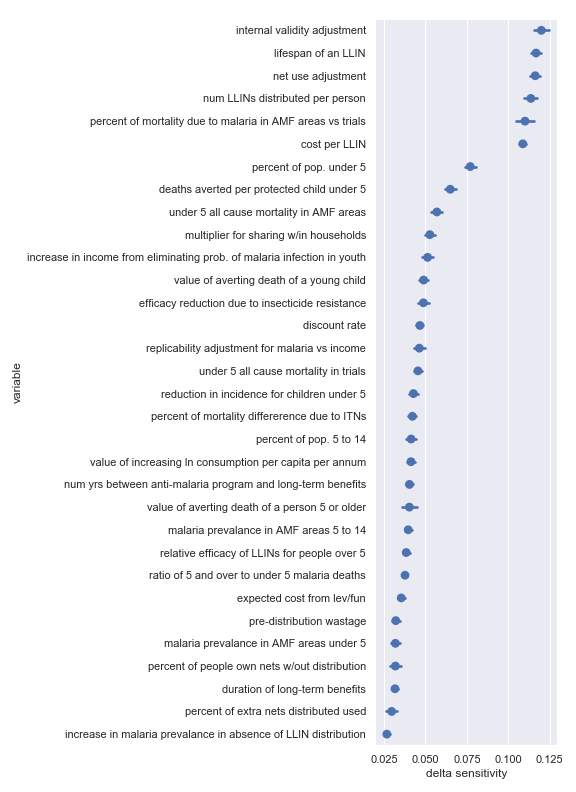 internal validity adjustment
lifespan of an LLIN
net use adjustment
num LLINs distributed per person
percent of mortality due to malaria in AMF areas vs trials
cost per LLIN
percent of pop. under 5
deaths averted per protected child under 5
under 5 all cause mortality in AMF areas
multiplier for sharing w/in households
increase in income from eliminating prob. of malaria infection in youth
value of averting death of a young child
efficacy reduction due to insecticide resistance
discount rate
replicability adjustment for malaria vs income
under 5 all cause mortality in trials
variable
reduction in incidence for children under 5
percent of mortality differerence due to ITNs
percent of pop. 5 to 14
value of increasing ln consumption per capita per annum
num yrs between anti-malaria program and long-term benefits
value of averting death of a person 5 or older
malaria prevalence in AMF areas 5 to 14
relative efficacy of LLINs for people over 5
ratio of 5 and over to under 5 malaria deaths
expected cost from lev/fun
pre-distribution wastage
malaria prevalence in AMF areas under 5
percent of people own nets w/out distribution
duration of long-term benefits
percent of extra nets distributed used
increase in malaria prevalence in absence of LLIN distribution
0.025 0.050 0.075 0.100 0.125
delta sensitivity